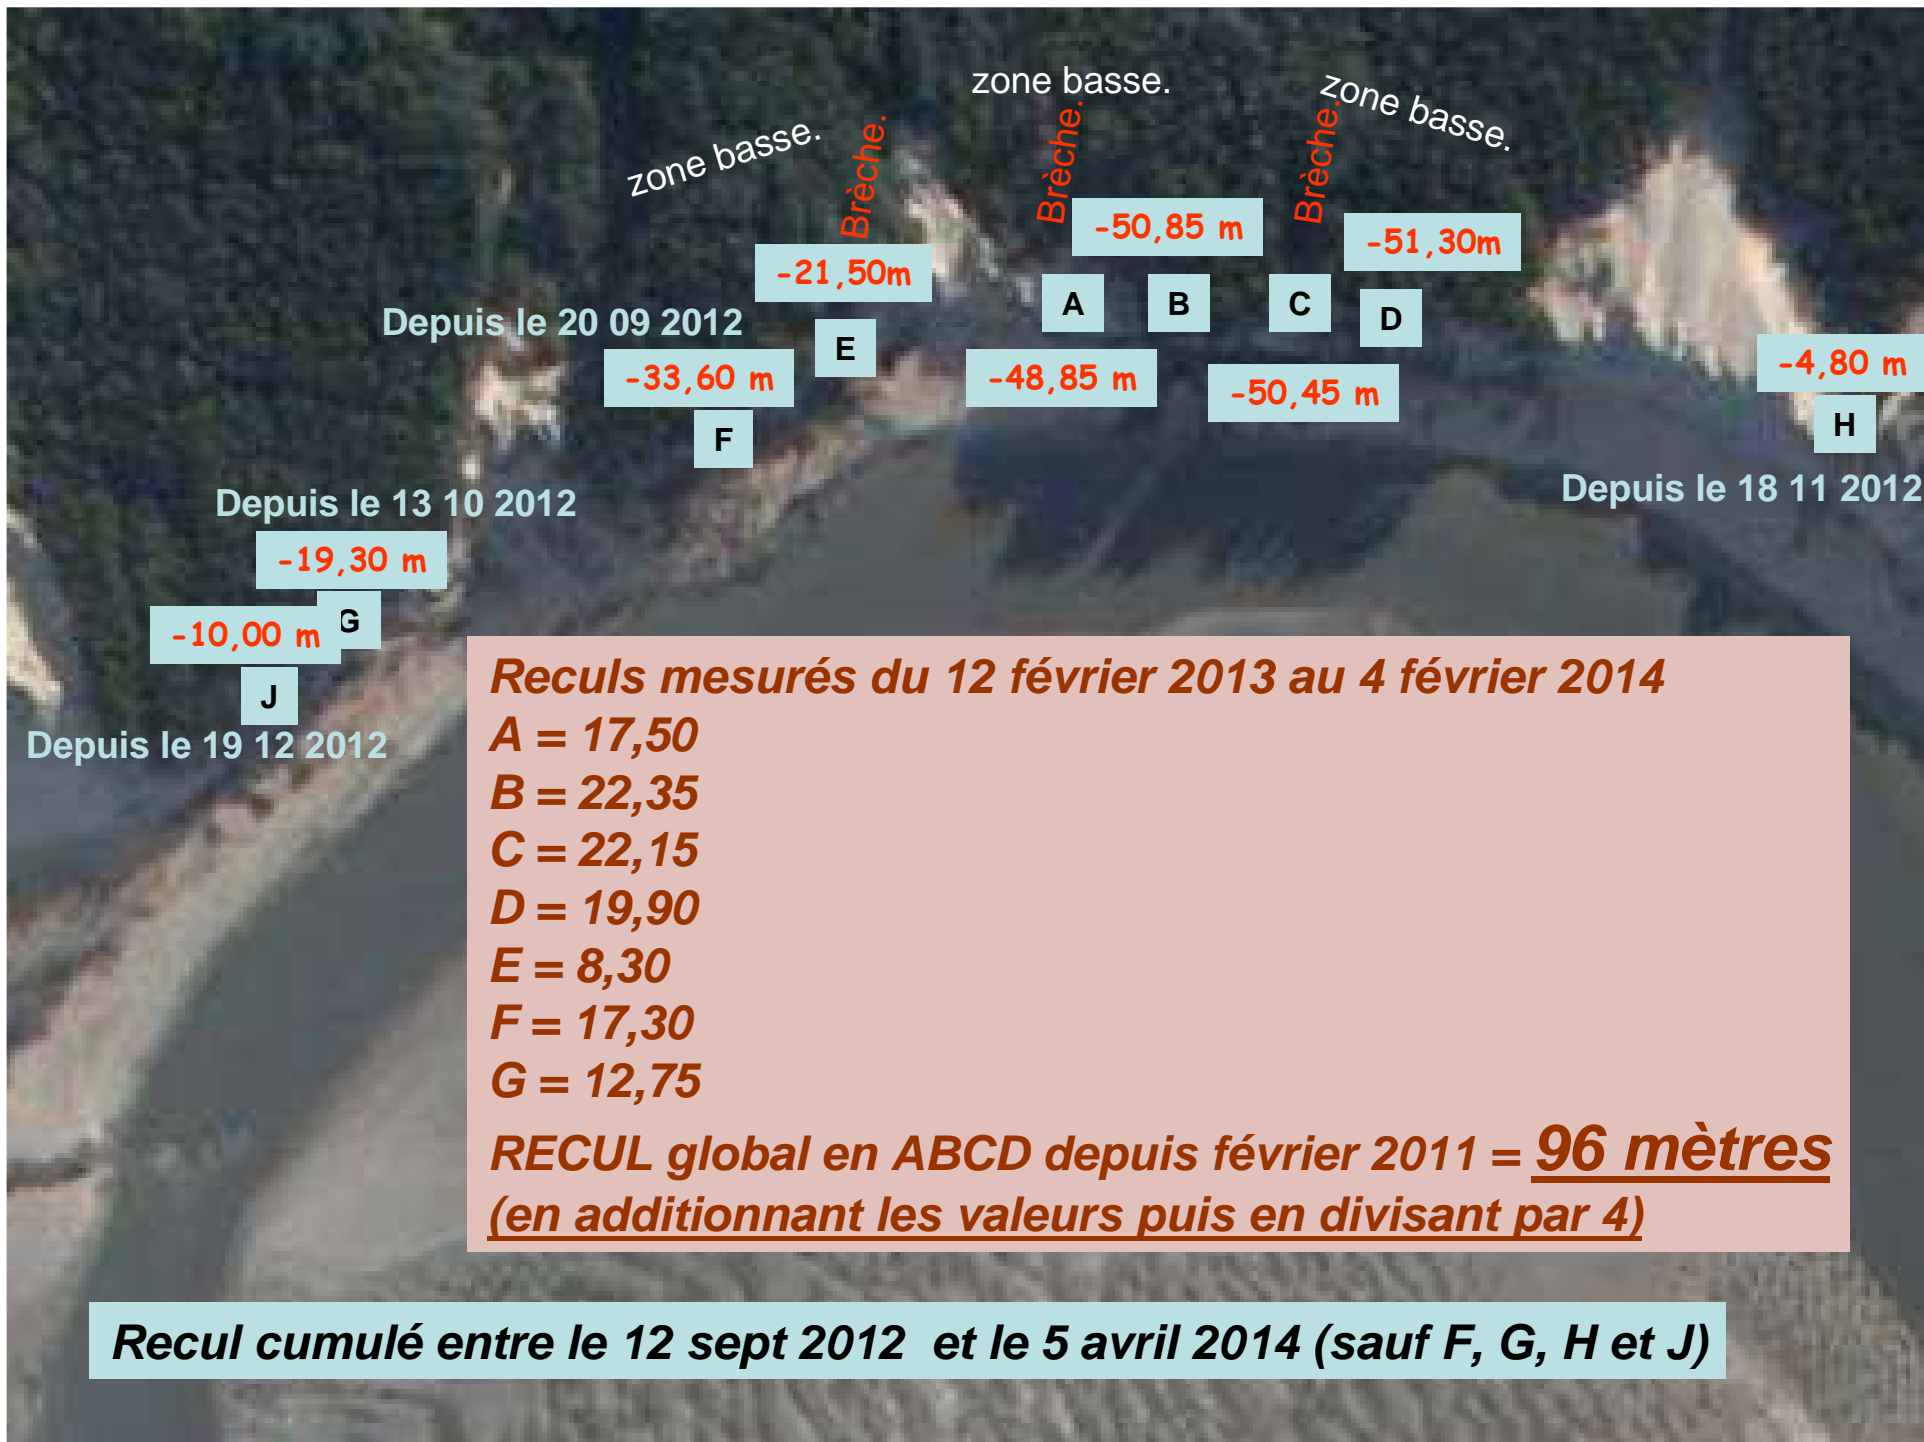 zone basse.
zone basse.
zone basse.
Brèche.
Brèche.
Brèche.
-50,85 m
-51,30m
-21,50m
A
B
C
D
Depuis le 20 09 2012
E
-33,60 m
-48,85 m
-50,45 m
-4,80 m
F
H
Depuis le 13 10 2012
Depuis le 18 11 2012
-19,30 m
G
-10,00 m
J
Depuis le 19 12 2012
Reculs mesurés du 12 février 2013 au 4 février 2014
A = 17,50
B = 22,35
C = 22,15
D = 19,90
E = 8,30
F = 17,30
G = 12,75
RECUL global en ABCD depuis février 2011 = 96 mètres
(en additionnant les valeurs puis en divisant par 4)
Recul cumulé entre le 12 sept 2012 et le 5 avril 2014 (sauf F, G, H et J)